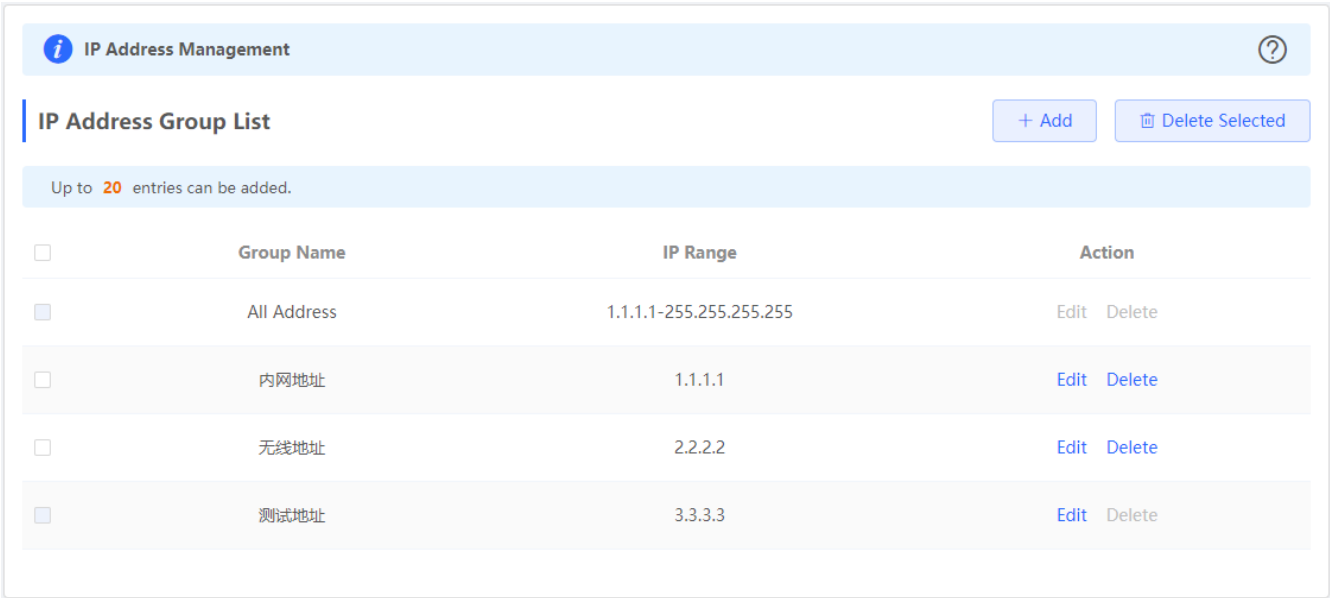 IP Address Management
IP Address Group List
+ Add
Delete Selected
Up to 20 entries can be added.
Group Name IP Range Action
All Address 1.1.1.1-255.255.255.255 Edit Delete
内网地址 1.1.1.1 Edit Delete
无线地址 2.2.2.2 Edit Delete
测试地址 3.3.3.3 Edit Delete